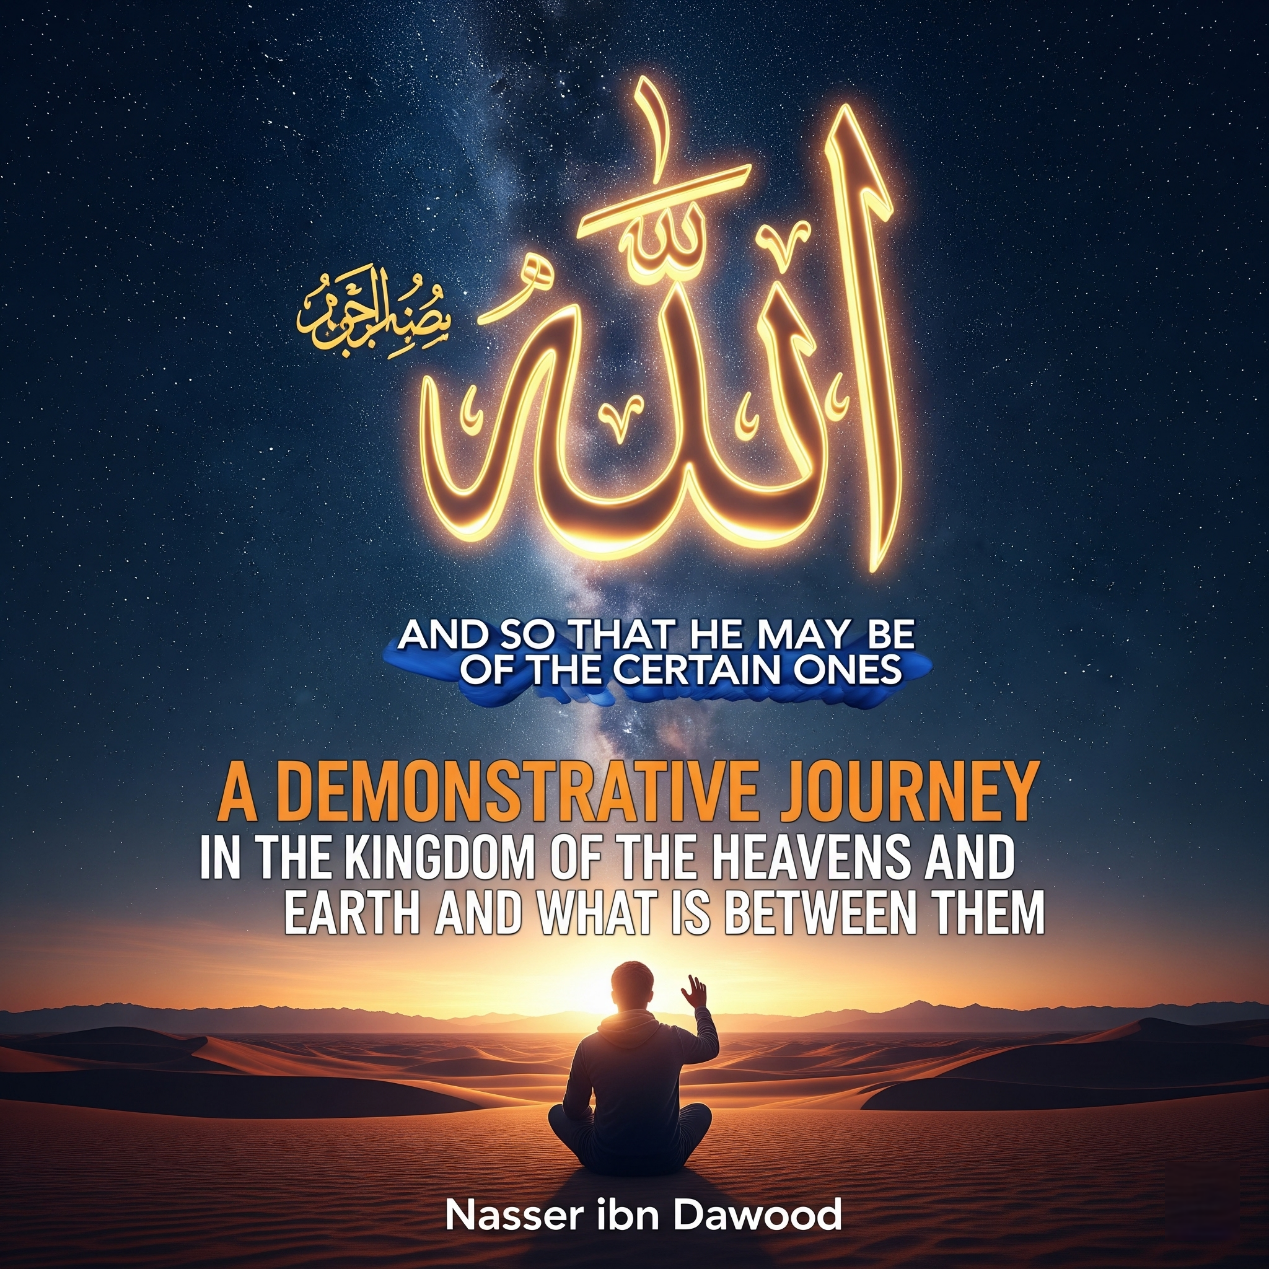 الله
AND SO THAT HE MAY BE
OF THE CERTAIN ONES
A DEMONSTRATIVE JOURNEY
IN THE KINGDOM OF THE HEAVENS AND
EARTH AND WHAT IS BETWEEN THEM
Nasser ibn Dawood